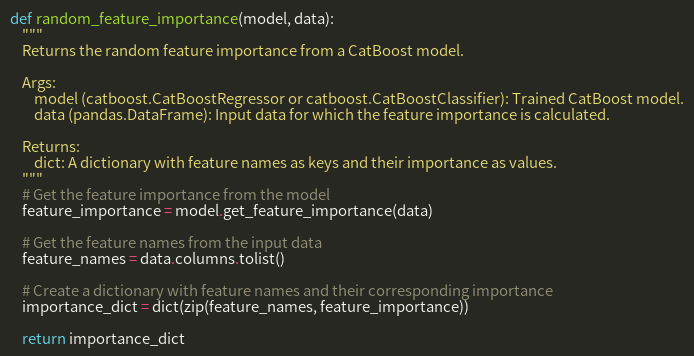 def random_feature_importance(model, data):
    """
    Returns the random feature importance from a CatBoost model.

    Args:
        model (catboost.CatBoostRegressor or catboost.CatBoostClassifier): Trained CatBoost model.
        data (pandas.DataFrame): Input data for which the feature importance is calculated.

    Returns:
        dict: A dictionary with feature names as keys and their importance as values.
    """
    # Get the feature importance from the model
    feature_importance = model.get_feature_importance(data)

    # Get the feature names from the input data
    feature_names = data.columns.tolist()

    # Create a dictionary with feature names and their corresponding importance
    importance_dict = dict(zip(feature_names, feature_importance))

    return importance_dict